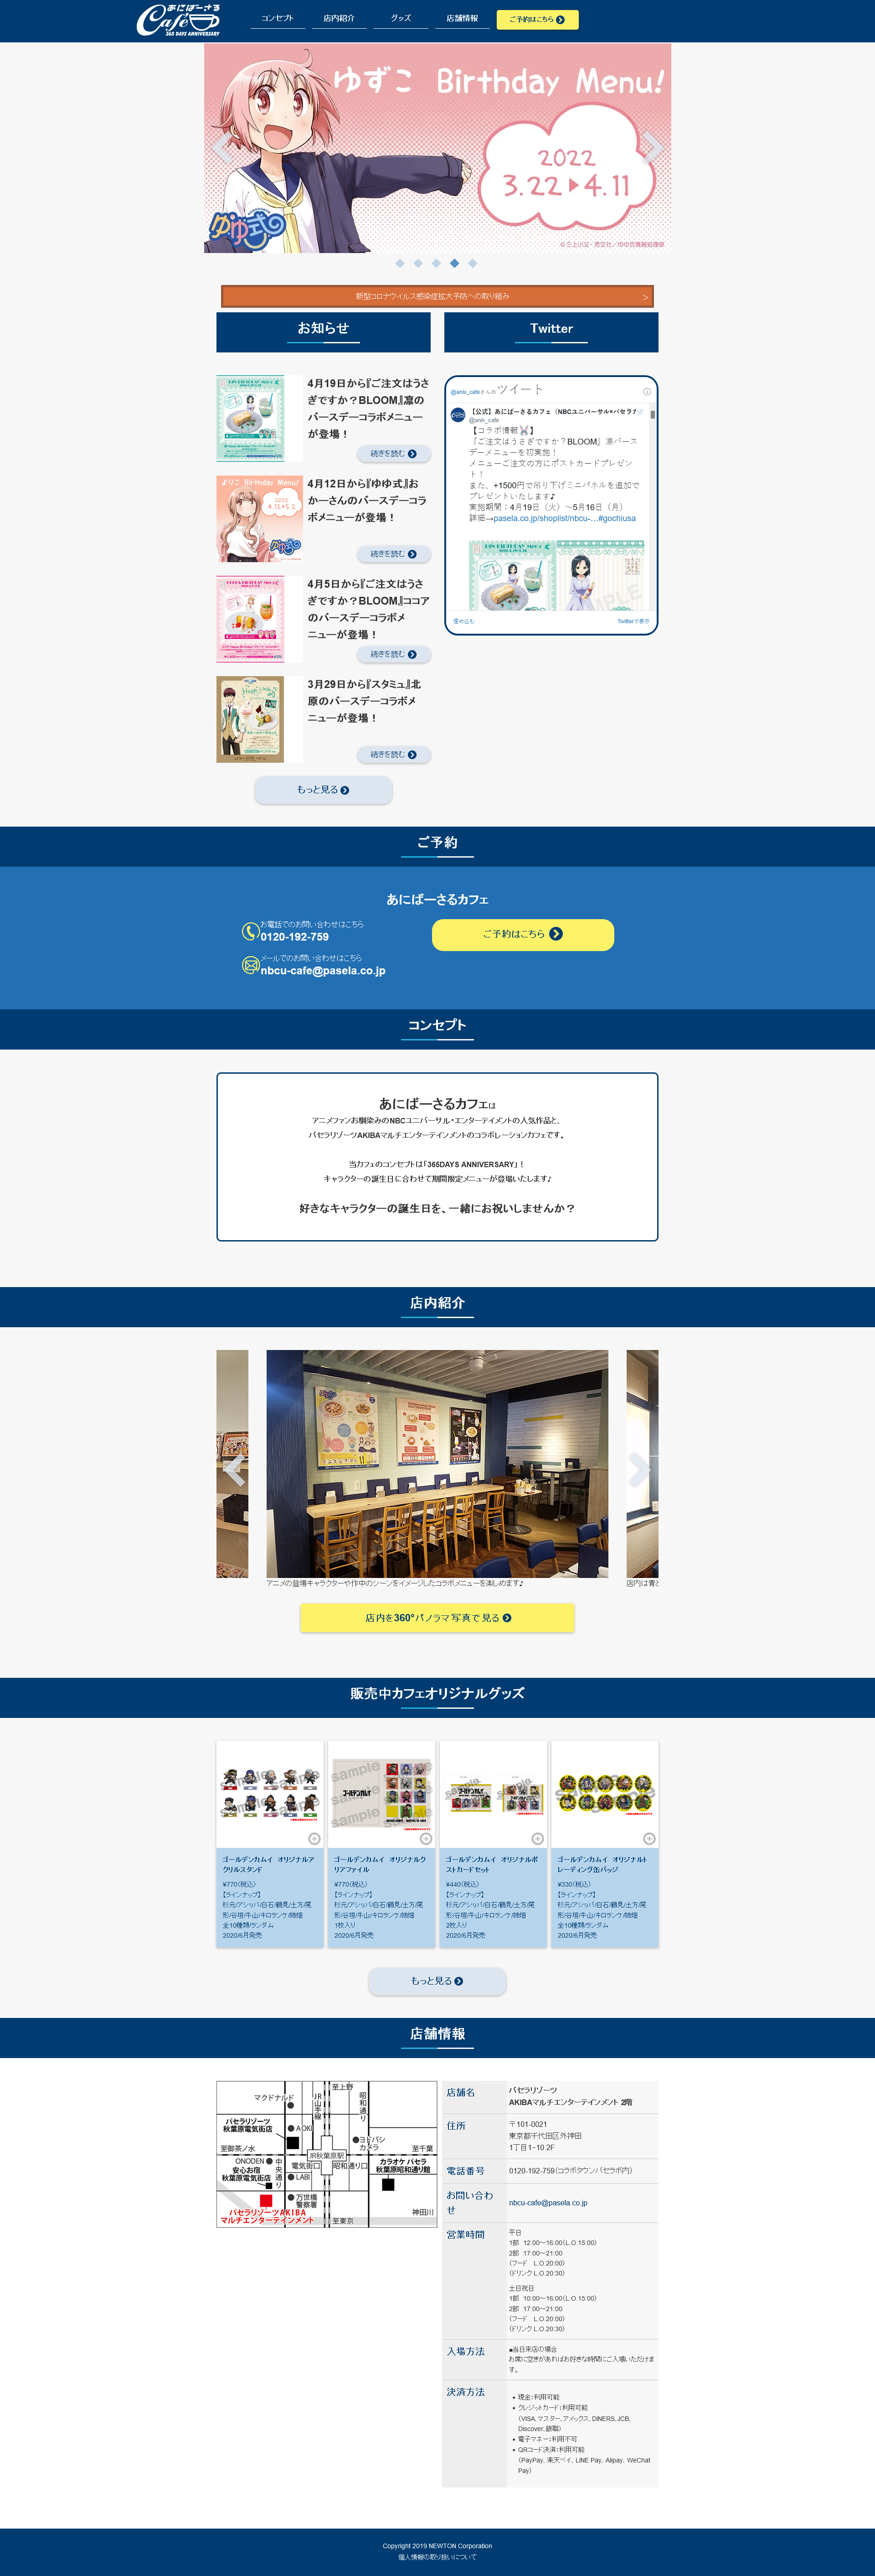 あにばーさる
Café
365 DAYS ANNIVERSARY
コンセプト
店内紹介
グッズ
店舗情報
ご予約はこちら
ゆずこ Birthday Menu!
2022
3.22▶4.11
ゆゆ式
©三上小又・芳文社/ゆゆ式情報処理部
新型コロナウイルス感染症拡大予防への取り組み
>
お知らせ
4月19日から『ご注文はうさ
ぎですか？BLOOM』凛の
バースデーコラボメニュー
が登場！
続きを読む
4月12日から『ゆゆ式』お
かーさんのバースデーコラ
ボメニューが登場！
続きを読む
4月5日から『ご注文はうさ
ぎですか？BLOOM』ココア
のバースデーコラボメ
ニューが登場！
続きを読む
3月29日から『スタミュ』北
原のバースデーコラボメ
ニューが登場！
続きを読む
もっと見る
Twitter
@aniv_cafeさんのツイート
【公式】あにばーさるカフェ（NBCユニバーサル×パセラカ
@aniv_cafe
【コラボ情報🐰】
『ご注文はうさぎですか？BLOOM』凛バース
デーメニューを初実施！
メニューご注文の方にポストカードプレゼン
ト！
また、+1500円で吊り下げミニパネルを追加で
プレゼントいたします♪
実施期間：4月19日（火）～5月16日（月）
詳細→pasela.co.jp/shoplist/nbcu-…#gochiusa
埋め込む
Twitterで表示
ご予約
あにばーさるカフェ
お電話でのお問い合わせはこちら
0120-192-759
メールでのお問い合わせはこちら
nbcu-cafe@pasela.co.jp
ご予約はこちら
コンセプト
あにばーさるカフェは
アニメファンお馴染みのNBCユニバーサル・エンターテイメントの人気作品と、
パセラリゾーツAKIBAマルチエンターテインメントのコラボレーションカフェです。
当カフェのコンセプトは「365DAYS ANNIVERSARY」！
キャラクターの誕生日に合わせて期間限定メニューが登場いたします♪
好きなキャラクターの誕生日を、一緒にお祝いしませんか？
店内紹介
アニメの登場キャラクターや作中のシーンをイメージしたコラボメニューを楽しめます♪
店内は青と
店内を360°パノラマ写真で見る
販売中カフェオリジナルグッズ
ゴールデンカムイ　オリジナルア
クリルスタンド
¥770（税込）
【ラインナップ】
杉元/アシㇼパ/白石/鶴見/土方/尾
形/谷垣/牛山/キロランケ/姉畑
全10種類/ランダム
2020/6月発売
ゴールデンカムイ　オリジナルク
リアファイル
¥770（税込）
【ラインナップ】
杉元/アシㇼパ/白石/鶴見/土方/尾
形/谷垣/牛山/キロランケ/姉畑
1枚入り
2020/6月発売
ゴールデンカムイ　オリジナルポ
ストカードセット
¥440（税込）
【ラインナップ】
杉元/アシㇼパ/白石/鶴見/土方/尾
形/谷垣/牛山/キロランケ/姉畑
2枚入り
2020/6月発売
ゴールデンカムイ　オリジナルト
レーディング缶バッジ
¥330（税込）
【ラインナップ】
杉元/アシㇼパ/白石/鶴見/土方/尾
形/谷垣/牛山/キロランケ/姉畑
全10種類/ランダム
2020/6月発売
もっと見る
店舗情報
至上野
マクドナルド
JR山手線
昭和通り
パセラリゾーツ
秋葉原電気街店
AOKI
ヨドバシ
カメラ
至御茶ノ水
JR秋葉原駅
至千葉
ONODEN
中央通り
電気街口
昭和通り口
カラオケ パセラ
秋葉原昭和通り館
安心お宿
秋葉原電気街店
LABI
万世橋
警察署
パセラリゾーツAKIBA
マルチエンターテインメント
至東京
神田川
店舗名
パセラリゾーツ
AKIBAマルチエンターテインメント 2階
住所
〒101-0021
東京都千代田区外神田
1丁目1−10 2F
電話番号
0120-192-759（コラボタウンパセラボ内）
お問い合わ
せ
nbcu-cafe@pasela.co.jp
営業時間
平日
1部　12:00～16:00（L.O.15:00）
2部　17:00～21:00
（フード　L.O.20:00）
（ドリンク L.O.20:30）
土日祝日
1部　10:00～16:00（L.O.15:00）
2部　17:00～21:00
（フード　L.O.20:00）
（ドリンク L.O.20:30）
入場方法
■当日来店の場合
お席に空きがあればお好きな時間にご入場いただけま
す。
決済方法
• 現金：利用可能
• クレジットカード：利用可能
（VISA、マスター、アメックス、DINERS、JCB、
Discover、銀聯）
• 電子マネー：利用不可
• QRコード決済：利用可能
（PayPay、楽天ペイ、LINE Pay、Alipay、WeChat
Pay）
Copyright 2019 NEWTON Corporation
個人情報の取り扱いについて